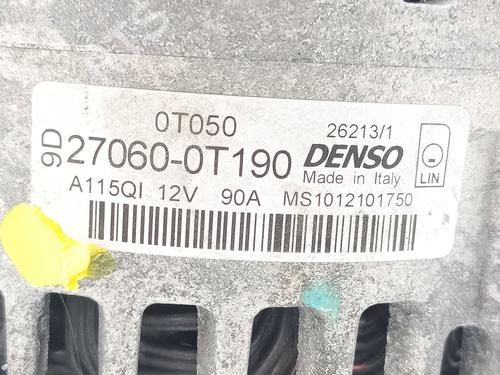 0T050
26213/1
9D
27060-0T190
DENSO
Made in Italy
LIN
A115QI 12V 90A MS1012101750